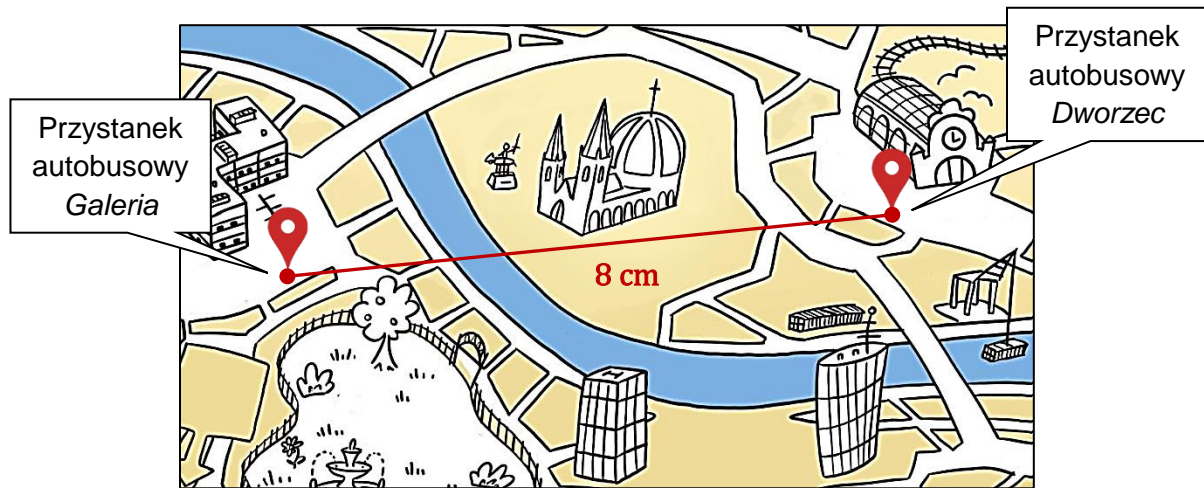 Przystanek
autobusowy
Dworzec
Przystanek
autobusowy
Galeria
8 cm
H